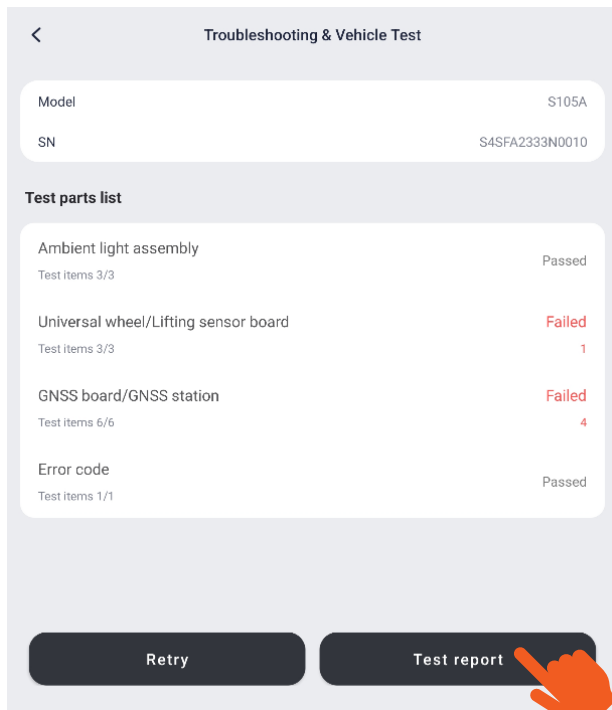 Troubleshooting & Vehicle Test
Model S105A
SN S4SFA2333N0010
Test parts list
Ambient light assembly
Passed
Test items 3/3
Universal wheel/Lifting sensor board Failed
Test items 3/3 1
GNSS board/GNSS station Failed
Test items 6/6 4
Error code
Passed
Test items 1/1
Retry Test report